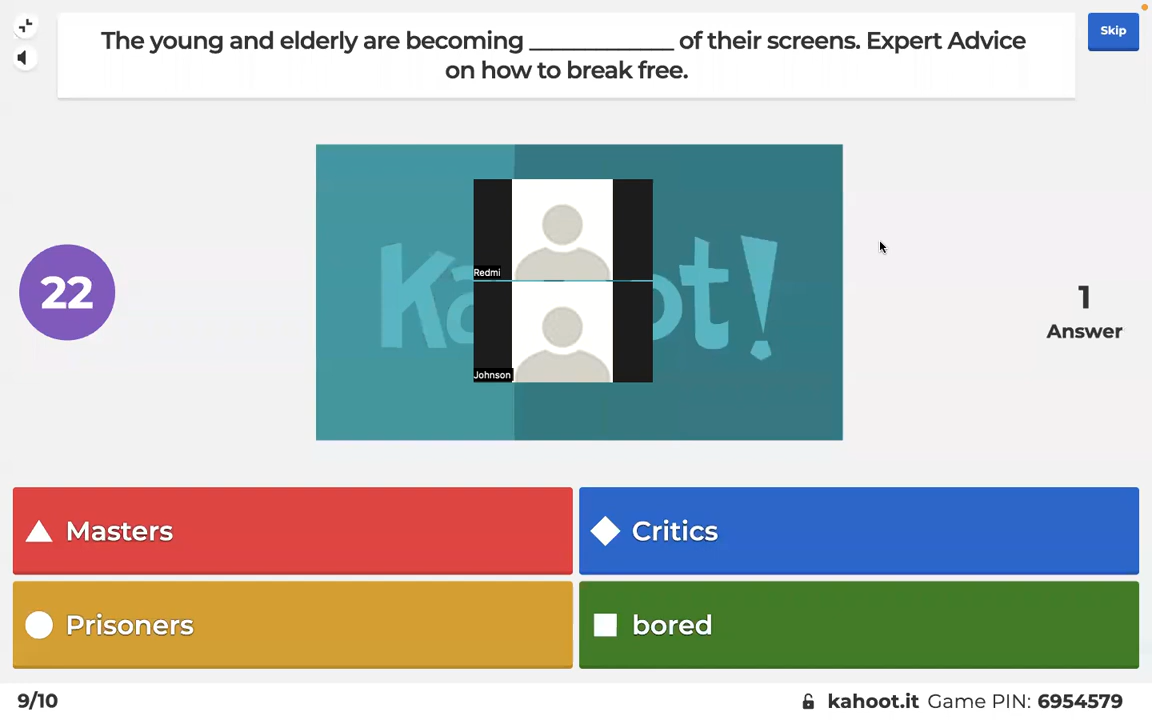 The young and elderly are becoming ____________ of their screens. Expert Advice
on how to break free.
Skip
22
Kahoot!
Redmi
Johnson
1
Answer
Masters
Critics
Prisoners
bored
9/10
kahoot.it Game PIN: 6954579